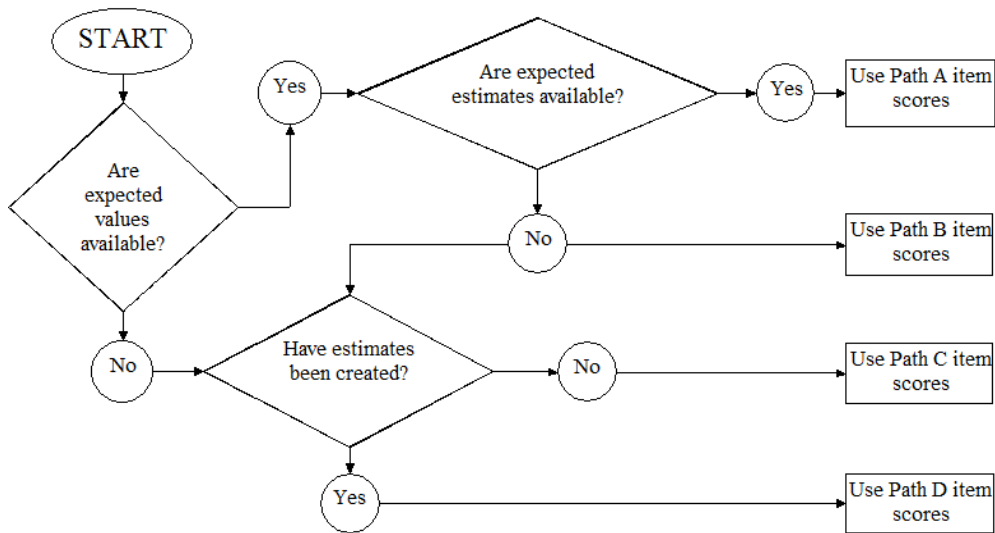 START
Are
expected
values
available?
Yes
Are expected
estimates available?
Yes
Use Path A item
scores
No
Use Path B item
scores
No
Have estimates
been created?
No
Use Path C item
scores
Yes
Use Path D item
scores